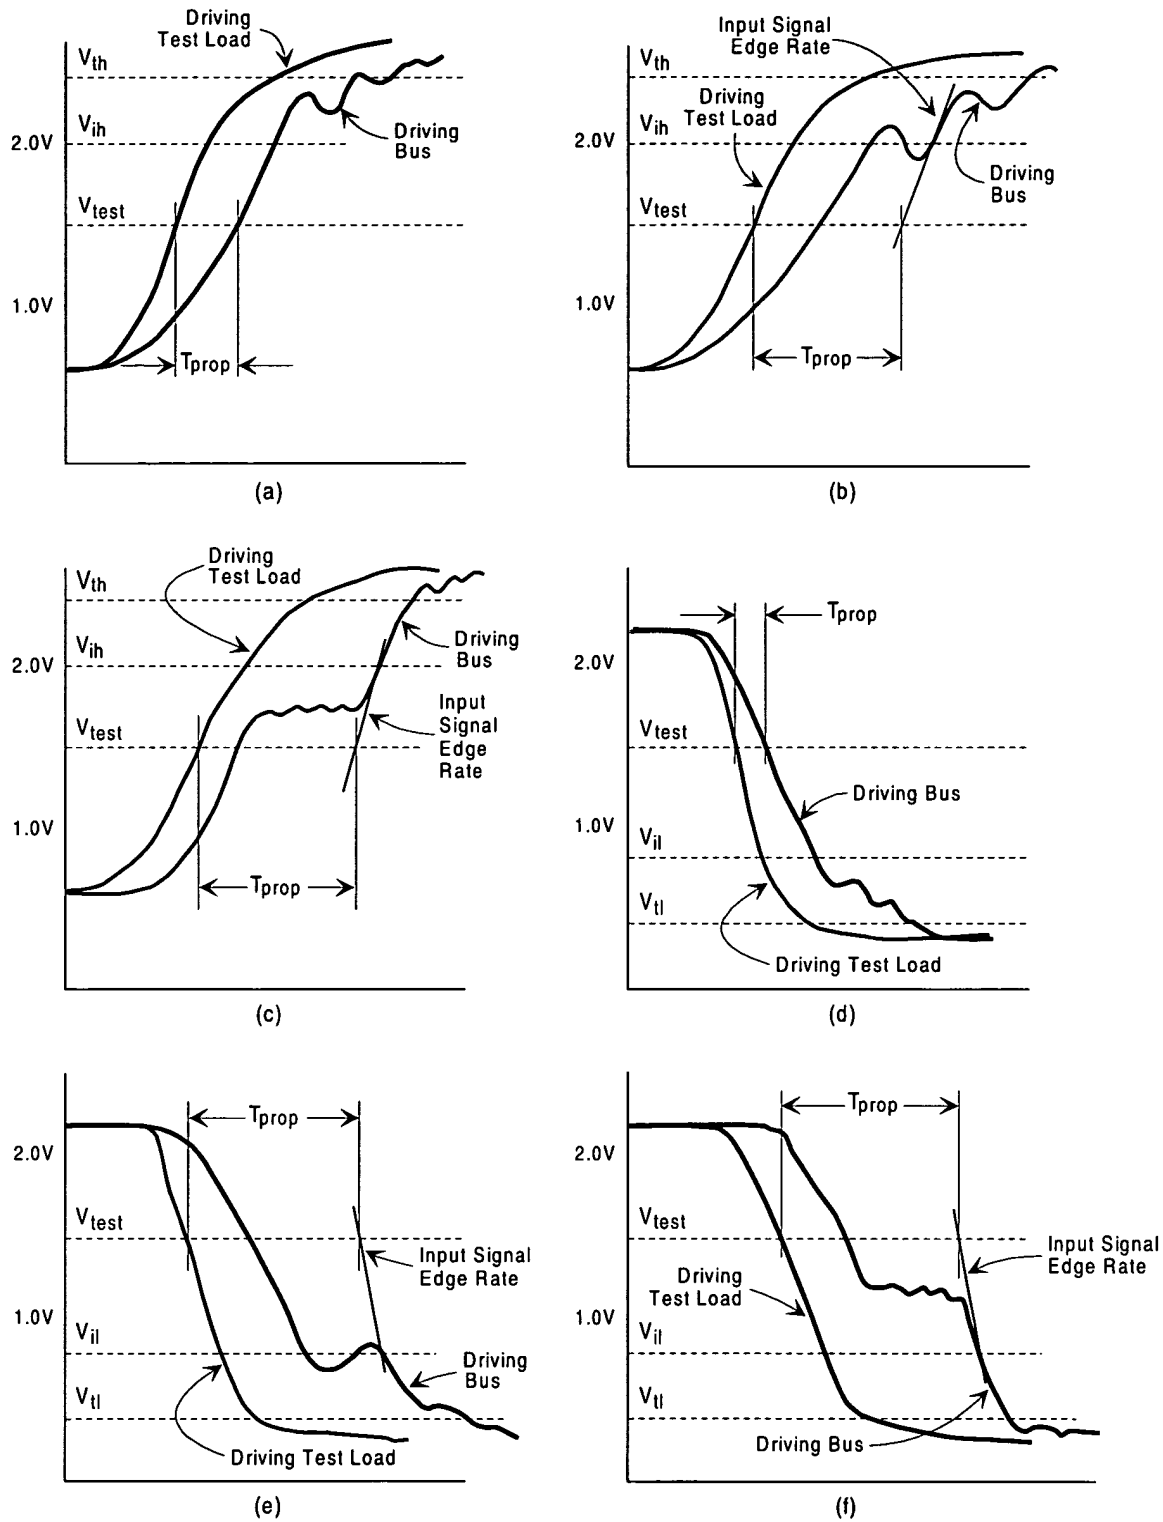 Driving
Test Load
Vth
Vih
2.0V
Driving
Bus
Vtest
1.0V
Tprop
(a)
Input Signal
Edge Rate
Vth
Driving
Test Load
Vih
2.0V
Driving
Bus
Vtest
1.0V
Tprop
(b)
Driving
Test Load
Vth
Vih
2.0V
Driving
Bus
Input
Signal
Edge
Rate
Vtest
1.0V
Tprop
(c)
Tprop
2.0V
Vtest
Driving Bus
1.0V
Vil
Vtl
Driving Test Load
(d)
Tprop
2.0V
Vtest
Input Signal
Edge Rate
1.0V
Vil
Driving
Bus
Vtl
Driving Test Load
(e)
Tprop
2.0V
Vtest
Input Signal
Edge Rate
Driving
Test Load
1.0V
Vil
Vtl
Driving Bus
(f)